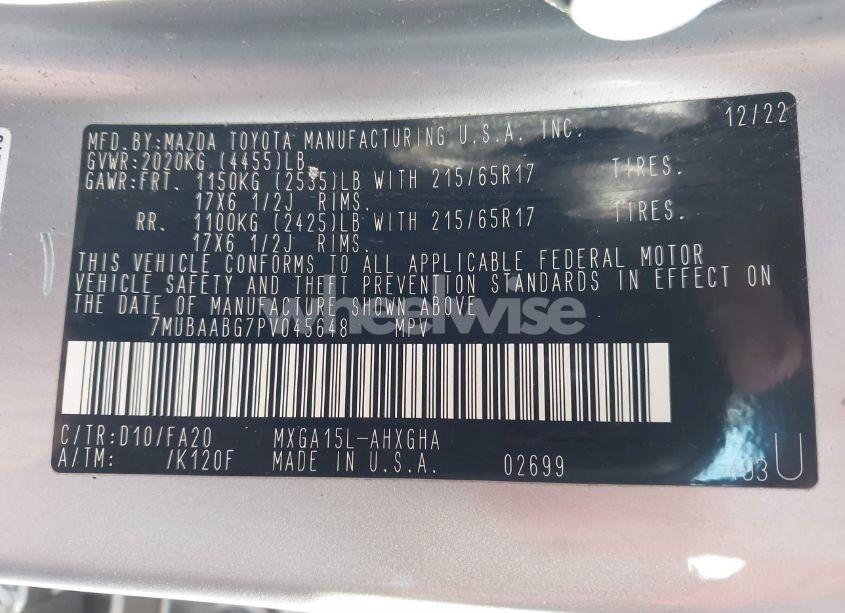 MFD.BY:MAZDA TOYOTA MANUFACTURING U.S.A. INC. 12/22
GVWR:2020KG (4455)LB
GAWR:FRT. 1150KG (2535)LB WITH 215/65R17 TIRES.
17X6 1/2J RIMS.
RR. 1100KG (2425)LB WITH 215/65R17 TIRES.
17X6 1/2J RIMS.
THIS VEHICLE CONFORMS TO ALL APPLICABLE FEDERAL MOTOR
VEHICLE SAFETY AND THEFT PREVENTION STANDARDS IN EFFECT ON
THE DATE OF MANUFACTURE SHOWN ABOVE.
7MUBAABG7PV045648 MPV
wheelwise
C/TR:D10/FA20 MXGA15L-AHXGHA
A/TM: /K120F MADE IN U.S.A. 02699 493 U